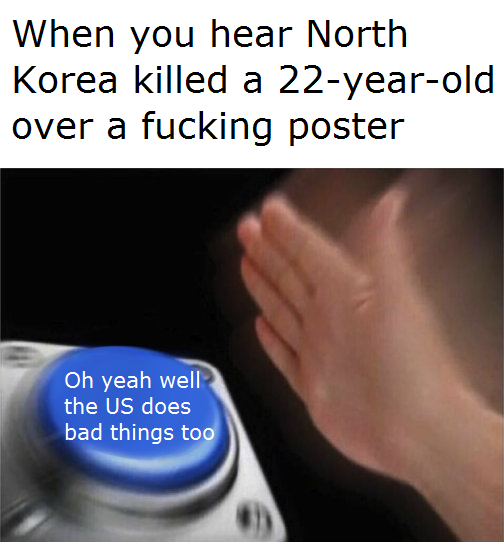 When you hear North
Korea killed a 22-year-old
over a fucking poster
Oh yeah well
the US does
bad things too